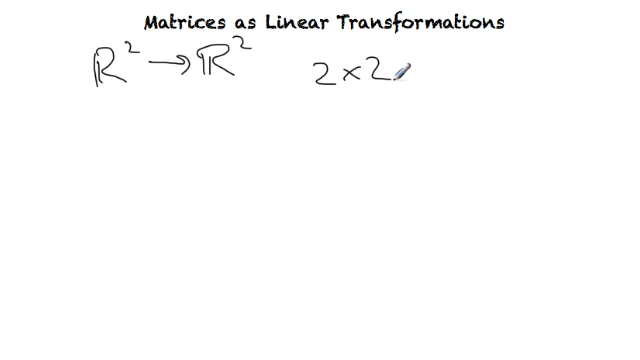 Matrices as Linear Transformations
ℝ² → ℝ² 2×2